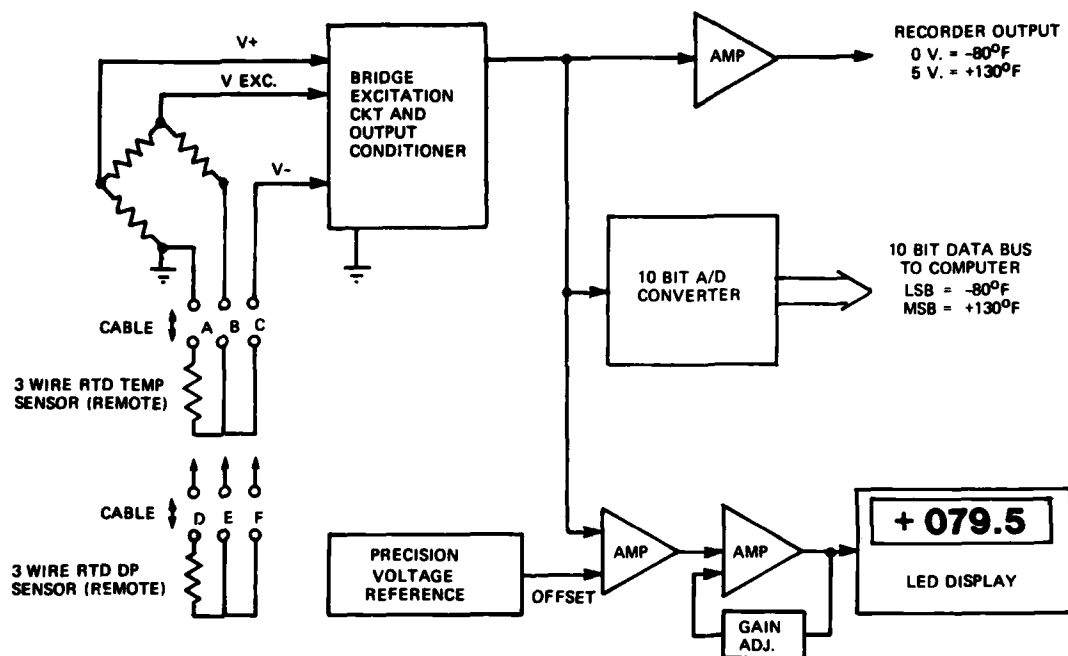 V+
V EXC.
V-
BRIDGE
EXCITATION
CKT AND
OUTPUT
CONDITIONER
AMP
RECORDER OUTPUT
0 V. = -80°F
5 V. = +130°F
10 BIT A/D
CONVERTER
10 BIT DATA BUS
TO COMPUTER
LSB = -80°F
MSB = +130°F
CABLE A B C
3 WIRE RTD TEMP
SENSOR (REMOTE)
CABLE D E F
3 WIRE RTD DP
SENSOR (REMOTE)
PRECISION
VOLTAGE
REFERENCE
OFFSET
AMP
AMP
GAIN
ADJ.
+ 079.5
LED DISPLAY